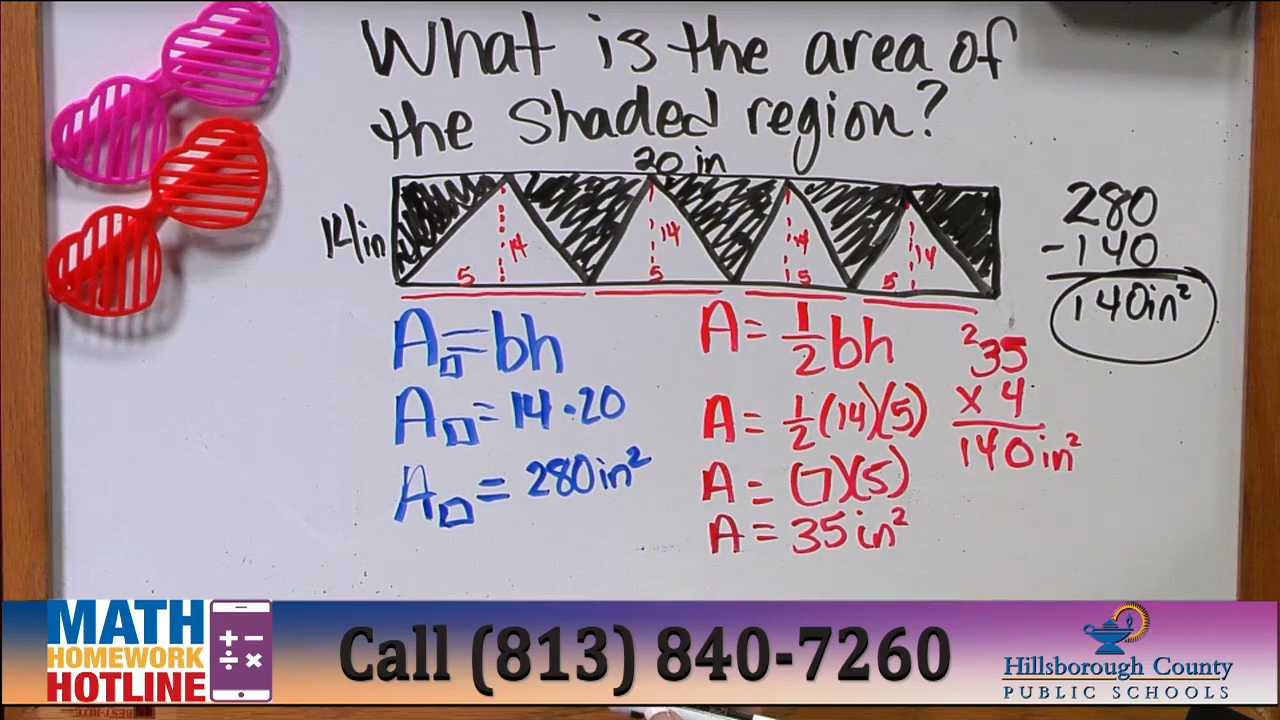 What is the area of
the shaded region?
20 in
14in
14
14
14
14
5
5
5
5
280
-140
140in²
A□=bh
A□=14·20
A□=280in²
A=½bh
A=½(14)(5)
A=(7)(5)
A=35in²
²35
x 4
140in²
MATH
HOMEWORK
HOTLINE
+ −
÷ ×
Call (813) 840-7260
Hillsborough County
PUBLIC SCHOOLS